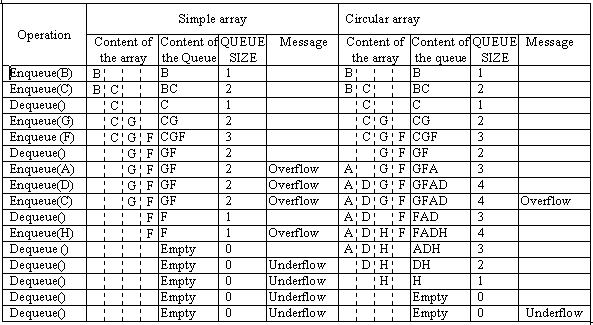 Operation Simple array Circular array
Content of the array Content of the Queue QUEUE SIZE Message Content of the array Content of the queue QUEUE SIZE Message
Enqueue(B) B B 1 B B 1
Enqueue(C) B C BC 2 B C BC 2
Dequeue() C C 1 C C 1
Enqueue(G) C G CG 2 C G CG 2
Enqueue (F) C G F CGF 3 C G F CGF 3
Dequeue() G F GF 2 G F GF 2
Enqueue(A) G F GF 2 Overflow A G F GFA 3
Enqueue(D) G F GF 2 Overflow A D G F GFAD 4
Enqueue(C) G F GF 2 Overflow A D G F GFAD 4 Overflow
Dequeue() F F 1 A D F FAD 3
Enqueue(H) F F 1 Overflow A D H F FADH 4
Dequeue () Empty 0 A D H ADH 3
Dequeue() Empty 0 Underflow D H DH 2
Dequeue() Empty 0 Underflow H H 1
Dequeue() Empty 0 Underflow Empty 0
Dequeue() Empty 0 Underflow Empty 0 Underflow